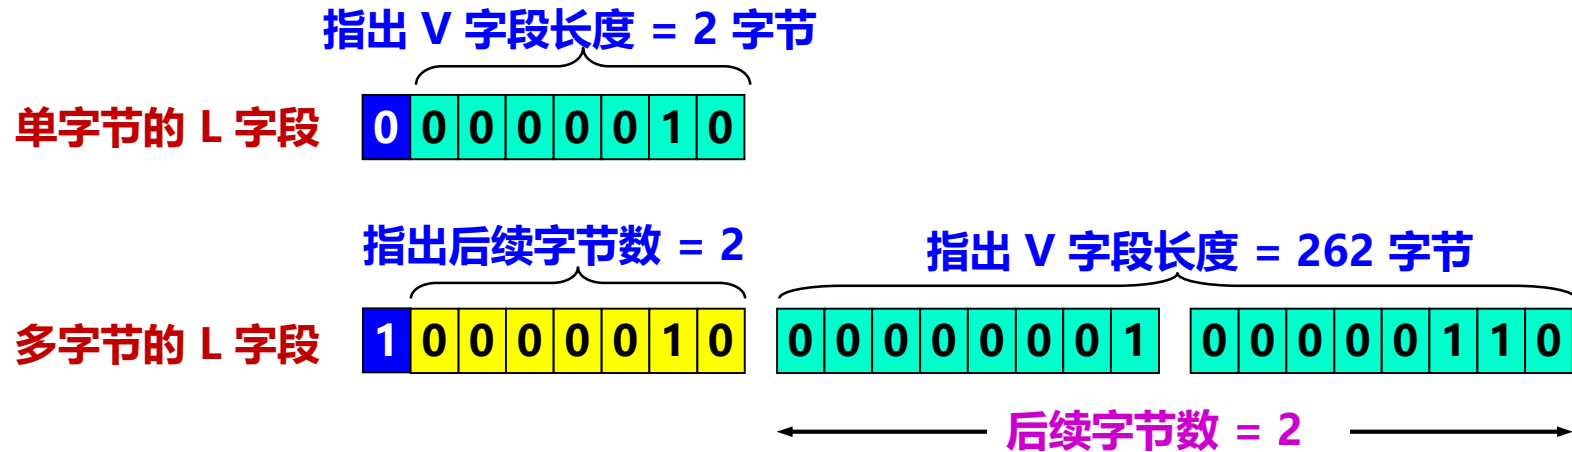 指出 V 字段长度 = 2 字节
单字节的 L 字段 0 0 0 0 0 0 1 0
指出后续字节数 = 2 指出 V 字段长度 = 262 字节
多字节的 L 字段 1 0 0 0 0 0 1 0 0 0 0 0 0 0 0 1 0 0 0 0 0 1 1 0
后续字节数 = 2